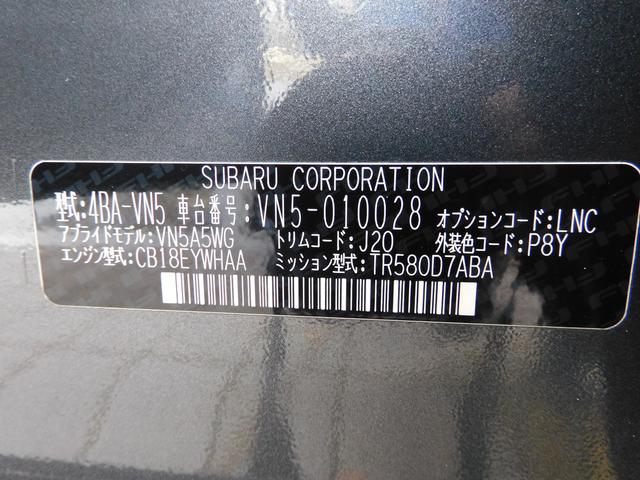 SUBARU CORPORATION
型式:4BA-VN5 車台番号:VN5-010028 オプションコード:LNC
アプライドモデル:VN5A5WG トリムコード:J20 外装色コード:P8Y
エンジン型式:CB18EYWHAA ミッション型式:TR580D7ABA